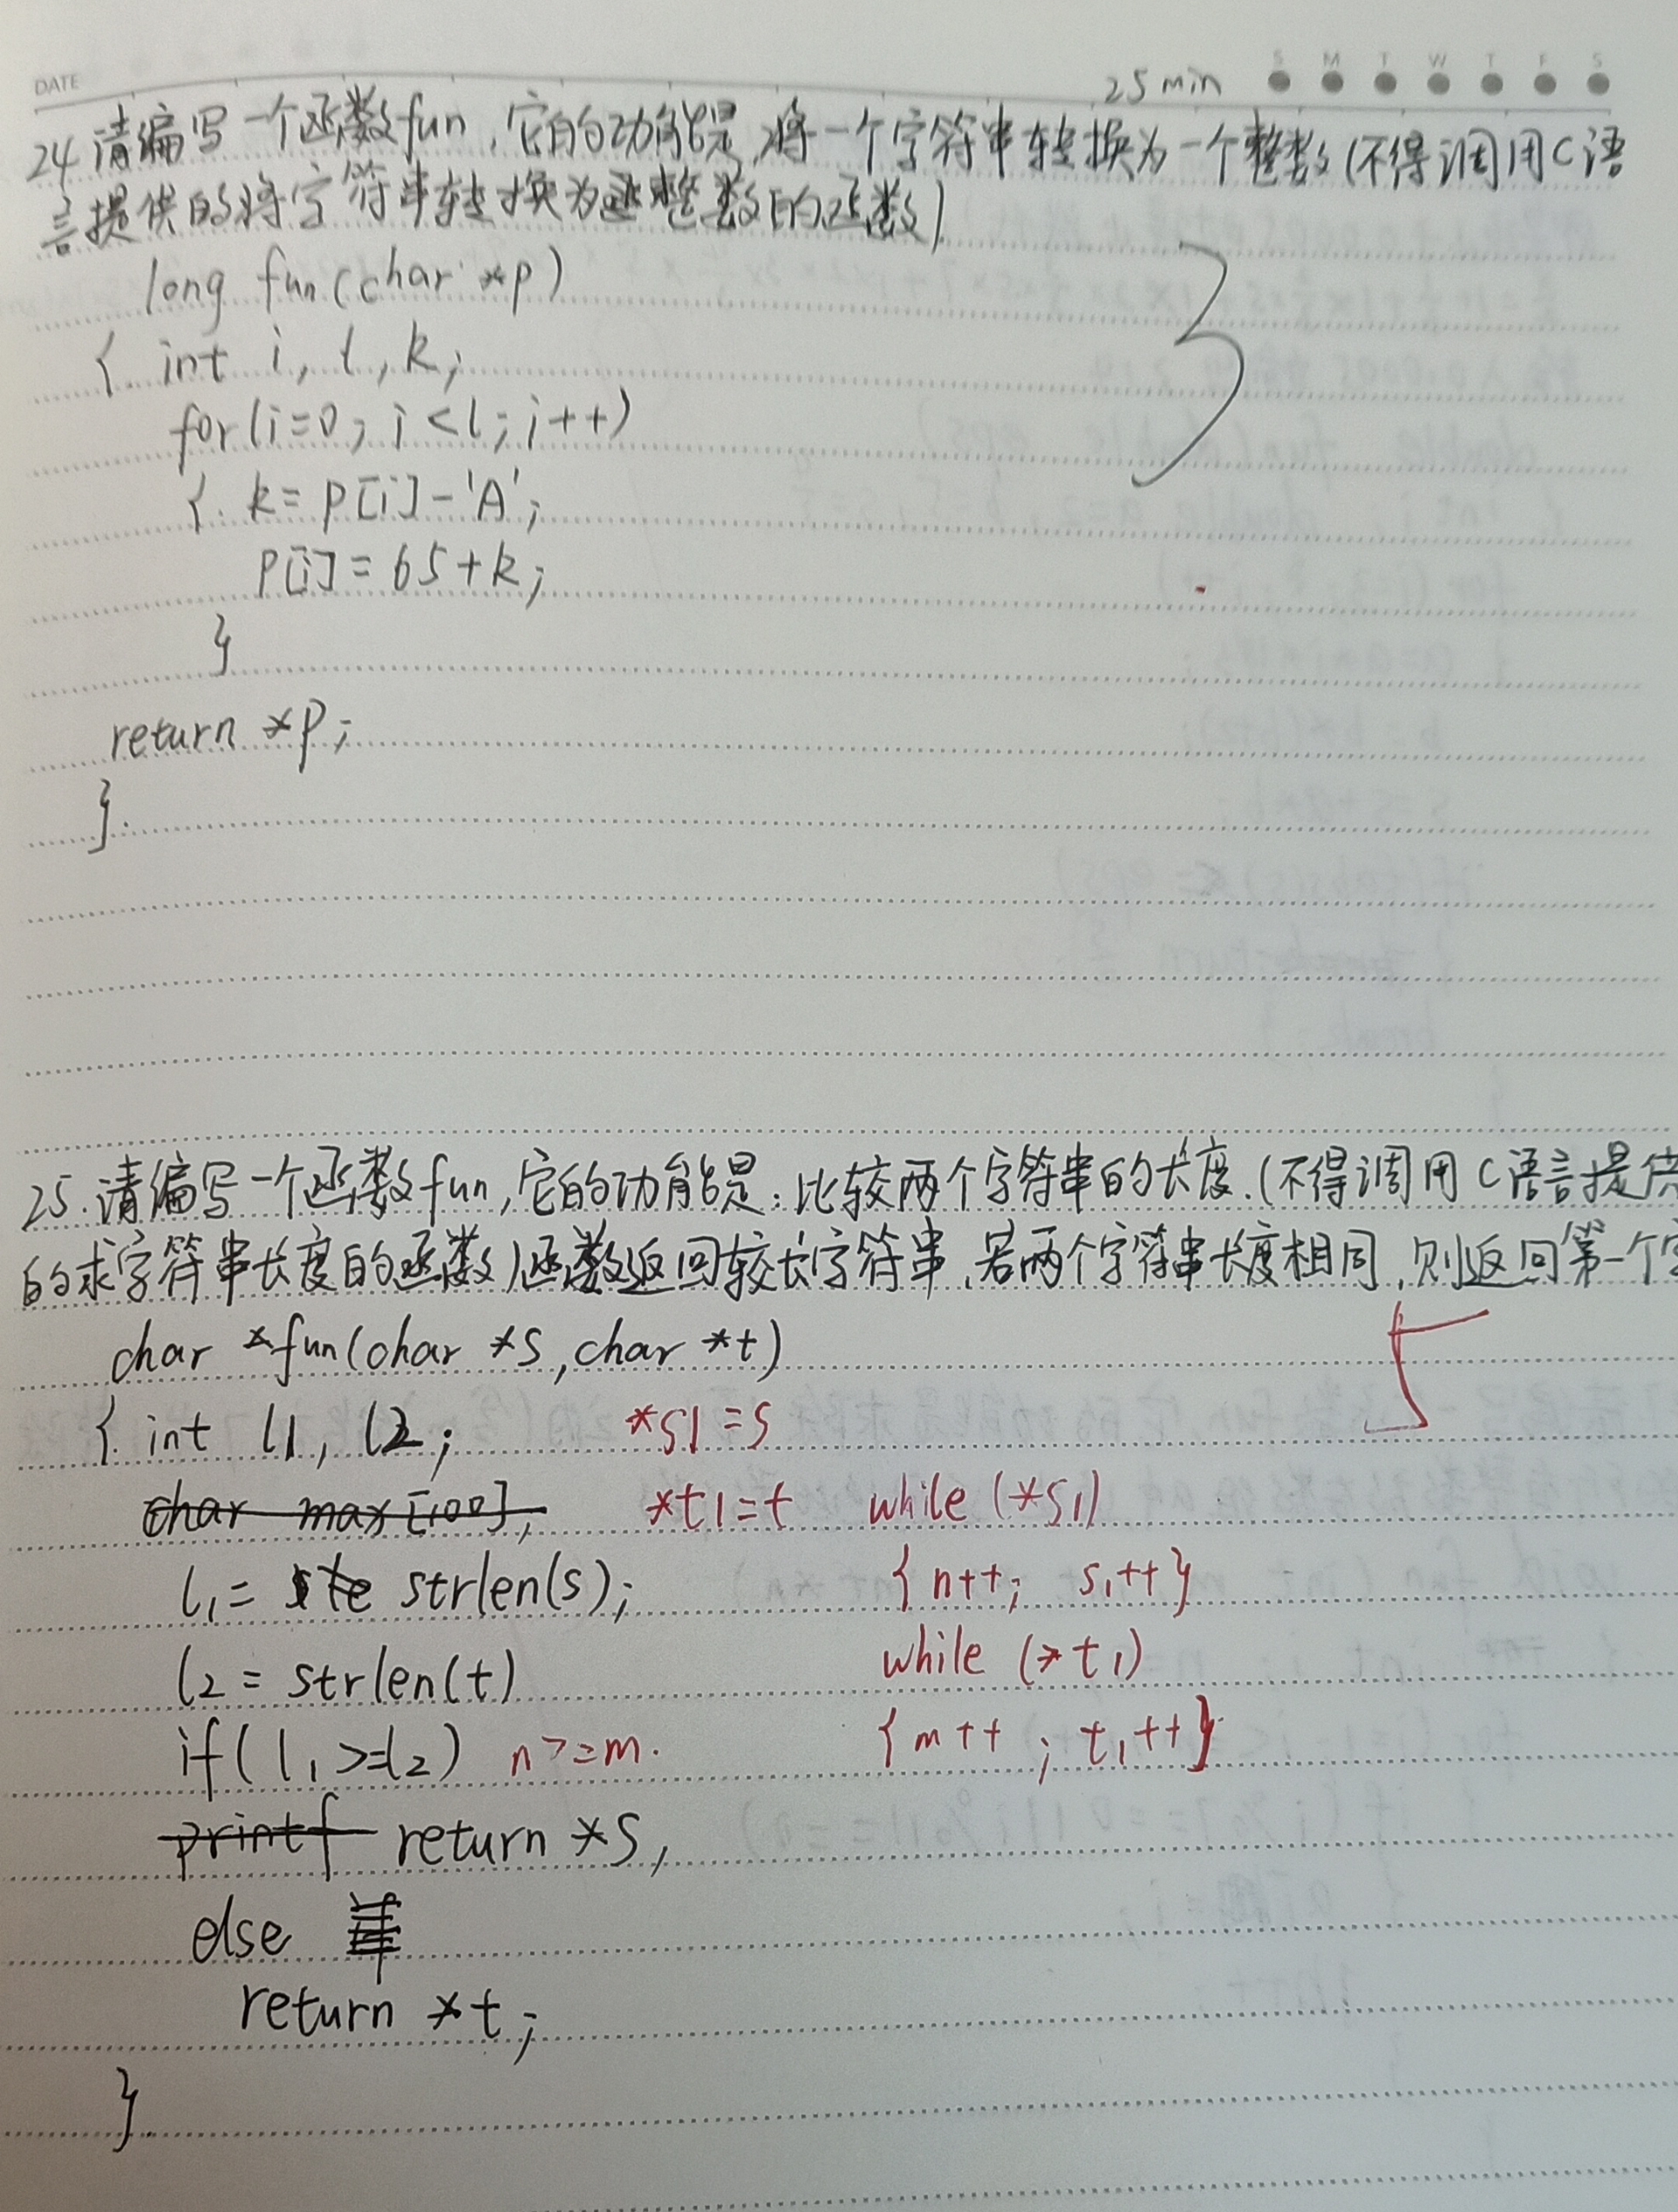 DATE
25 min
S M T W T F S
24 请编写一个函数fun,它的功能是,将一个字符串转换为一个整数(不得调用C语
言提供的将字符串转换为整数的函数)
long fun(char *p)
{ int i, l, k;
for(i=0; i<l; i++)
{ k= p[i]-'A';
p[i]= 65+k;
}
return *p;
}.
25.请编写一个函数fun,它的功能是:比较两个字符串的长度.(不得调用C语言提供
的求字符串长度的函数)函数返回较长字符串,若两个字符串长度相同,则返回第一个字
char *fun(char *s,char *t)
{ int l1, l2; *s1=s
char max[100]; *t1=t while (*s1)
l1= strlen(s); {n++; s1++}
l2= strlen(t) while (*t1)
if(l1>=l2) n>=m. {m++; t1++}
printf return *s,
else
return *t;
}.